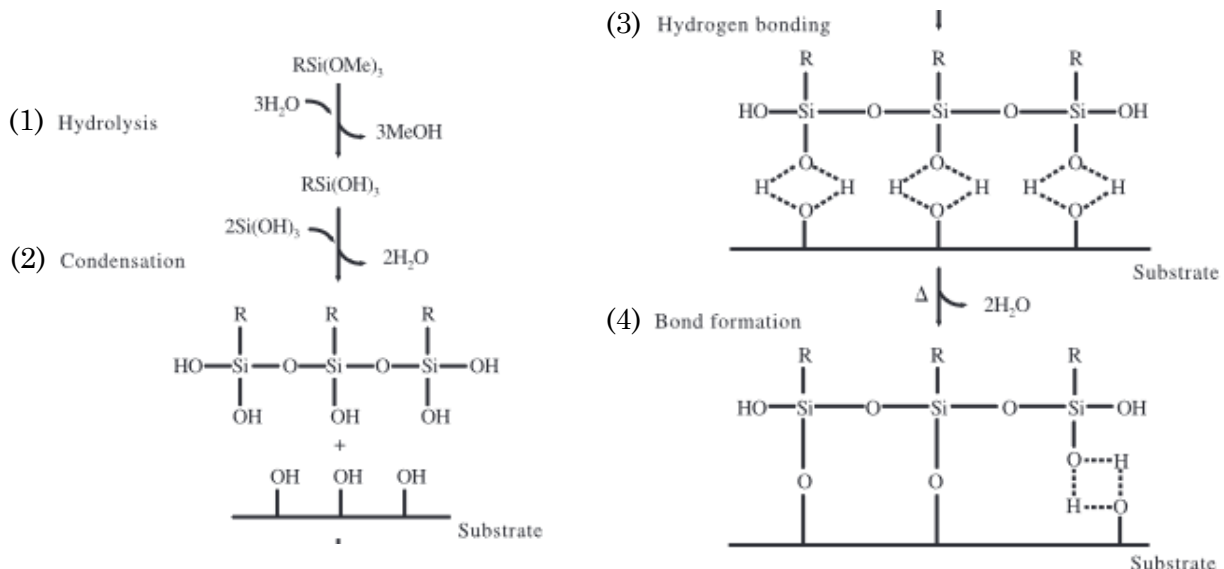 RSi(OMe)₃
3H₂O
(1) Hydrolysis
3MeOH
RSi(OH)₃
2Si(OH)₃
(2) Condensation
2H₂O
R R R
HO Si O Si O Si OH
OH OH OH
+
OH OH OH
Substrate
(3) Hydrogen bonding
R R R
HO Si O Si O Si OH
O O O
H H H H H H
O O O
Substrate
Δ 2H₂O
(4) Bond formation
R R R
HO Si O Si O Si OH
O H
O O
H O
Substrate